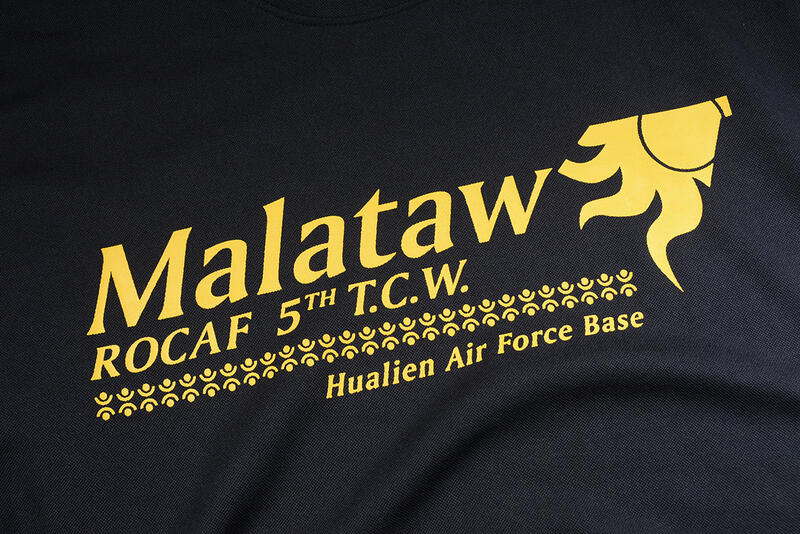 Malataw
ROCAF 5TH T.C.W.
Hualien Air Force Base